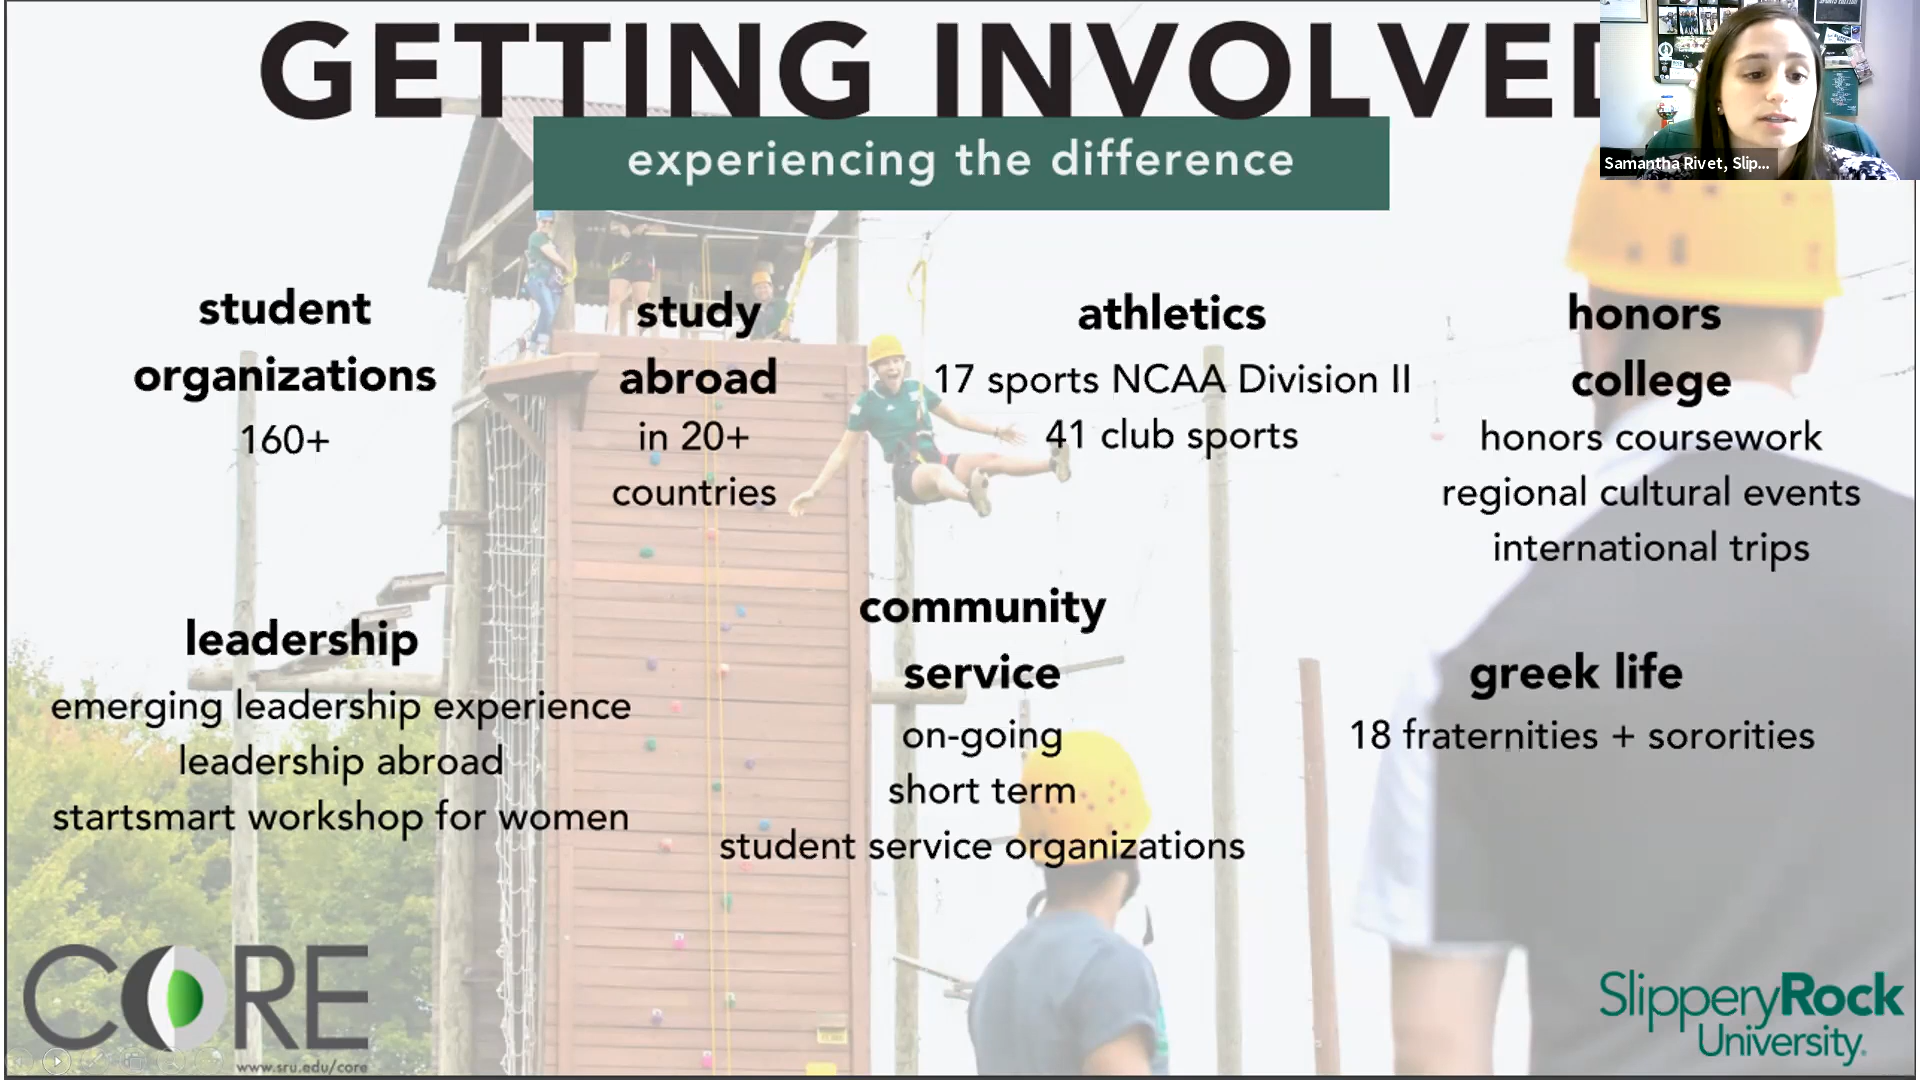 GETTING INVOLVED
experiencing the difference
Samantha Rivet, Slip...
student
organizations
160+
study
abroad
in 20+
countries
athletics
17 sports NCAA Division II
41 club sports
honors
college
honors coursework
regional cultural events
international trips
leadership
emerging leadership experience
leadership abroad
startsmart workshop for women
community
service
on-going
short term
student service organizations
greek life
18 fraternities + sororities
CORE
www.sru.edu/core
SlipperyRock
University